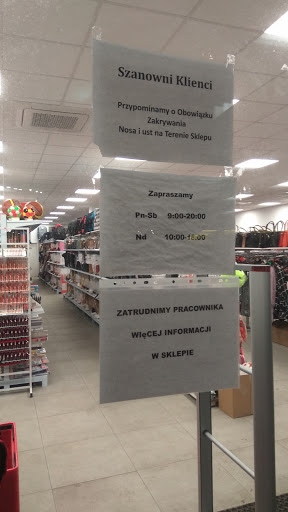 Szanowni Klienci
Przypominamy o Obowiązku
Zakrywania
Nosa i ust na Terenie Sklepu
Zapraszamy
Pn-Sb 9:00-20:00
Nd 10:00-18:00
ZATRUDNIMY PRACOWNIKA
WIęCEJ INFORMACJI
W SKLEPIE